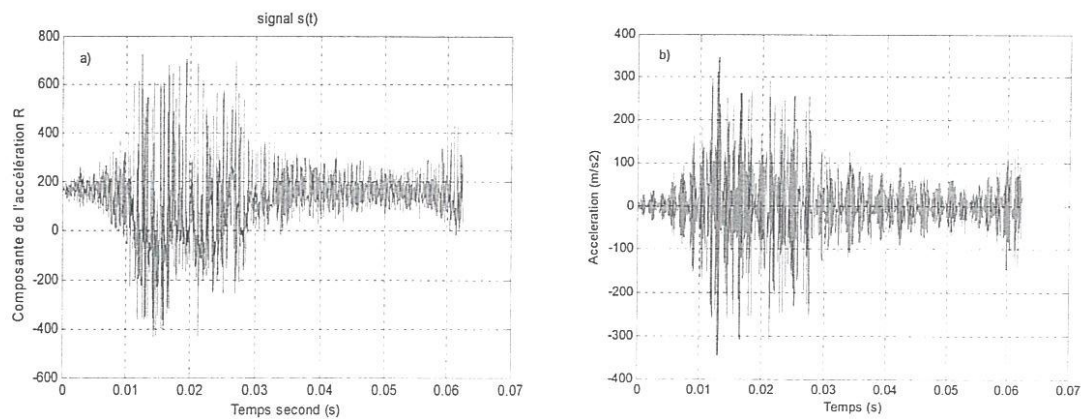 signal s(t)
a)
Composante de l'accélération R
800
600
400
200
0
-200
-400
-600
0 0.01 0.02 0.03 0.04 0.05 0.06 0.07
Temps second (s)
b)
Acceleration (m/s2)
400
300
200
100
0
-100
-200
-300
-400
0 0.01 0.02 0.03 0.04 0.05 0.06 0.07
Temps (s)